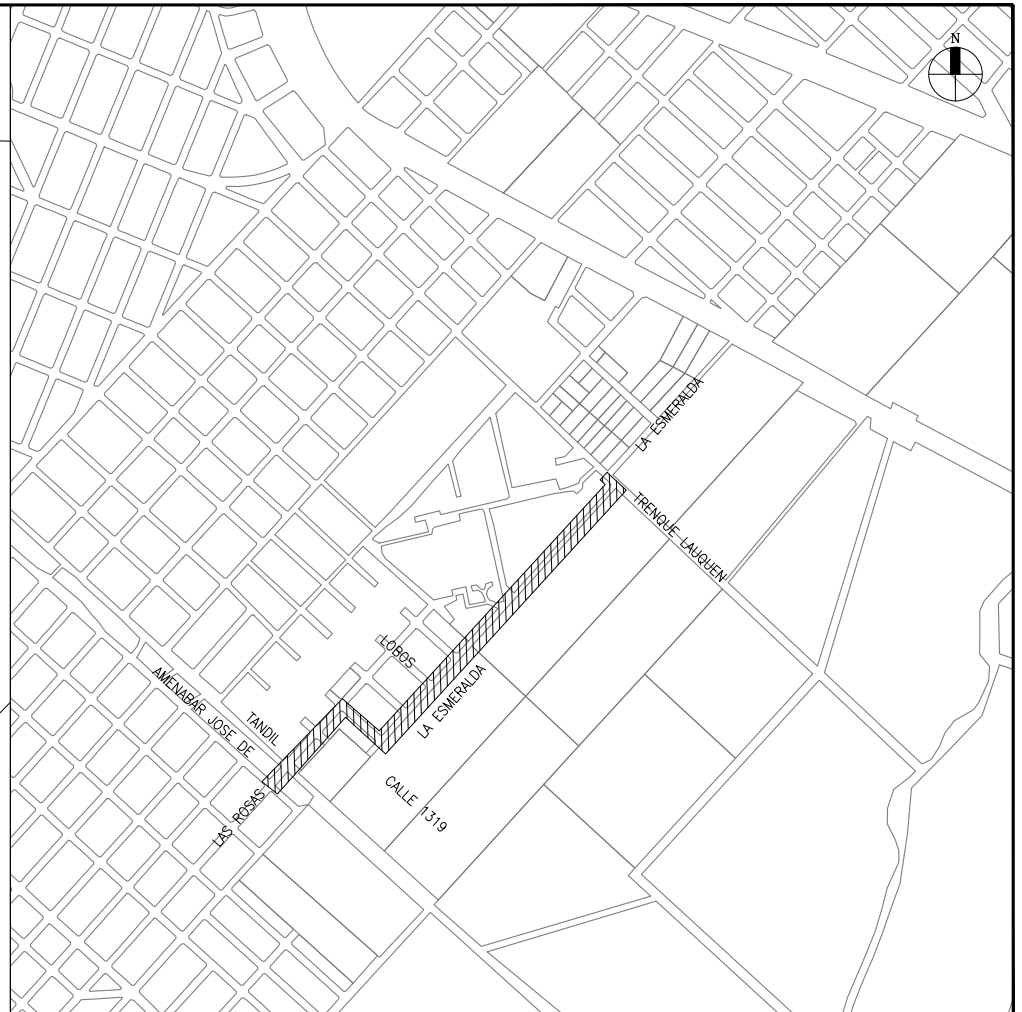 N
LA ESMERALDA
TRENQUE LAUQUEN
LOBOS
LA ESMERALDA
AMENABAR JOSE DE
TANDIL
CALLE 1319
LAS ROSAS